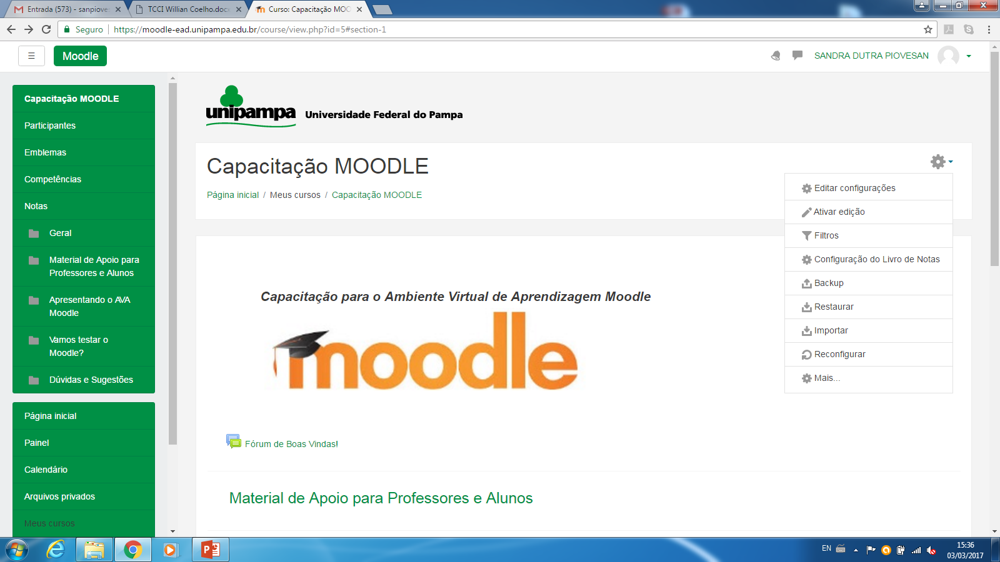 Entrada (573) - sanpiove
TCCI Willian Coelho.docx
Curso: Capacitação MOO
Seguro
https://moodle-ead.unipampa.edu.br/course/view.php?id=5#section-1
Moodle
SANDRA DUTRA PIOVESAN
Capacitação MOODLE
Participantes
Emblemas
Competências
Notas
Geral
Material de Apoio para
Professores e Alunos
Apresentando o AVA
Moodle
Vamos testar o
Moodle?
Dúvidas e Sugestões
Página inicial
Painel
Calendário
Arquivos privados
Meus cursos
unipampa
Universidade Federal do Pampa
Capacitação MOODLE
Página inicial / Meus cursos / Capacitação MOODLE
Editar configurações
Ativar edição
Filtros
Configuração do Livro de Notas
Backup
Restaurar
Importar
Reconfigurar
Mais...
Capacitação para o Ambiente Virtual de Aprendizagem Moodle
moodle
Fórum de Boas Vindas!
Material de Apoio para Professores e Alunos
EN
15:36
03/03/2017